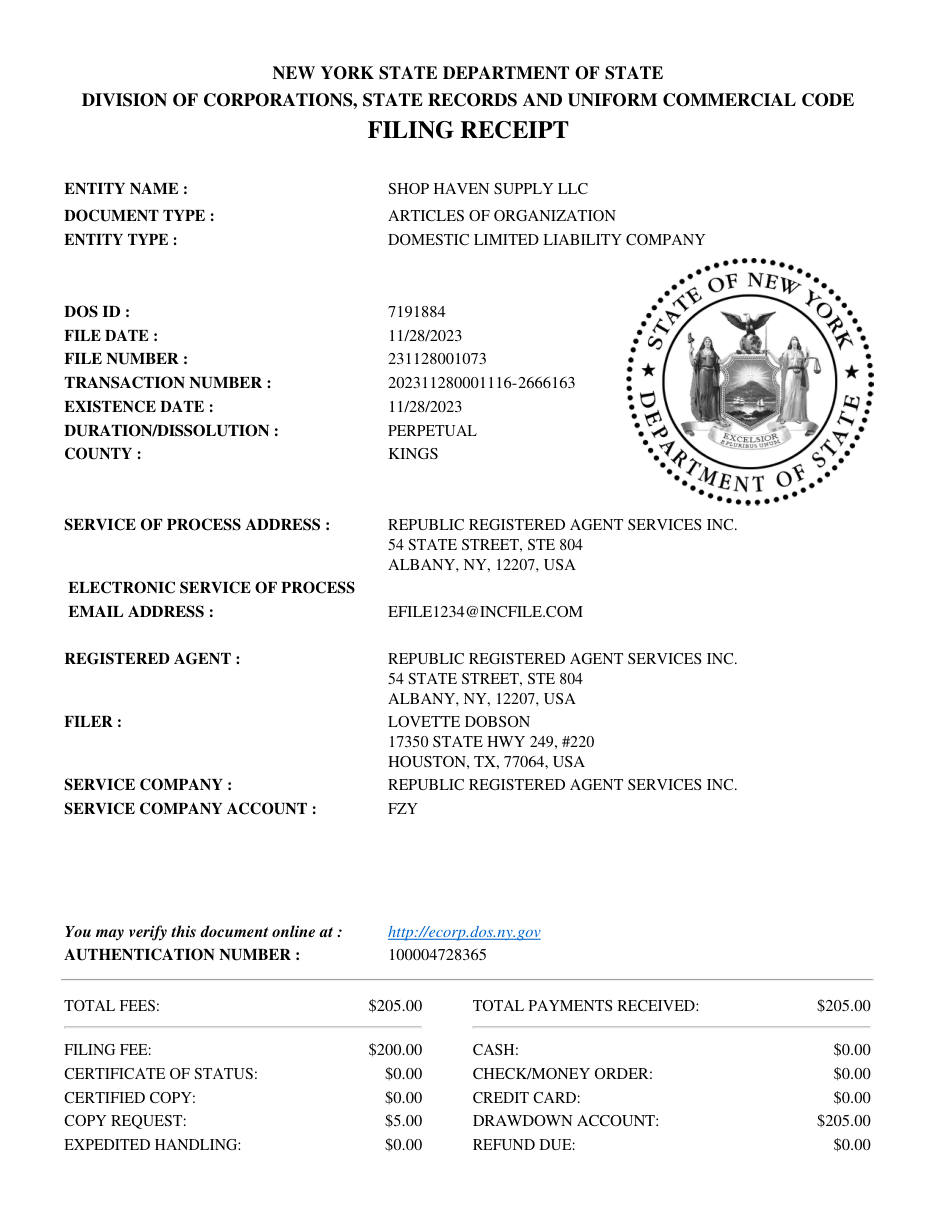 NEW YORK STATE DEPARTMENT OF STATE
DIVISION OF CORPORATIONS, STATE RECORDS AND UNIFORM COMMERCIAL CODE
FILING RECEIPT
ENTITY NAME : SHOP HAVEN SUPPLY LLC
DOCUMENT TYPE : ARTICLES OF ORGANIZATION
ENTITY TYPE : DOMESTIC LIMITED LIABILITY COMPANY
STATE OF NEW YORK
DEPARTMENT OF STATE
EXCELSIOR
E PLURIBUS UNUM
DOS ID : 7191884
FILE DATE : 11/28/2023
FILE NUMBER : 231128001073
TRANSACTION NUMBER : 202311280001116-2666163
EXISTENCE DATE : 11/28/2023
DURATION/DISSOLUTION : PERPETUAL
COUNTY : KINGS
SERVICE OF PROCESS ADDRESS : REPUBLIC REGISTERED AGENT SERVICES INC.
54 STATE STREET, STE 804
ALBANY, NY, 12207, USA
ELECTRONIC SERVICE OF PROCESS
EMAIL ADDRESS : EFILE1234@INCFILE.COM
REGISTERED AGENT : REPUBLIC REGISTERED AGENT SERVICES INC.
54 STATE STREET, STE 804
ALBANY, NY, 12207, USA
FILER : LOVETTE DOBSON
17350 STATE HWY 249, #220
HOUSTON, TX, 77064, USA
SERVICE COMPANY : REPUBLIC REGISTERED AGENT SERVICES INC.
SERVICE COMPANY ACCOUNT : FZY
You may verify this document online at : http://ecorp.dos.ny.gov
AUTHENTICATION NUMBER : 100004728365
TOTAL FEES: $205.00 TOTAL PAYMENTS RECEIVED: $205.00
FILING FEE: $200.00 CASH: $0.00
CERTIFICATE OF STATUS: $0.00 CHECK/MONEY ORDER: $0.00
CERTIFIED COPY: $0.00 CREDIT CARD: $0.00
COPY REQUEST: $5.00 DRAWDOWN ACCOUNT: $205.00
EXPEDITED HANDLING: $0.00 REFUND DUE: $0.00